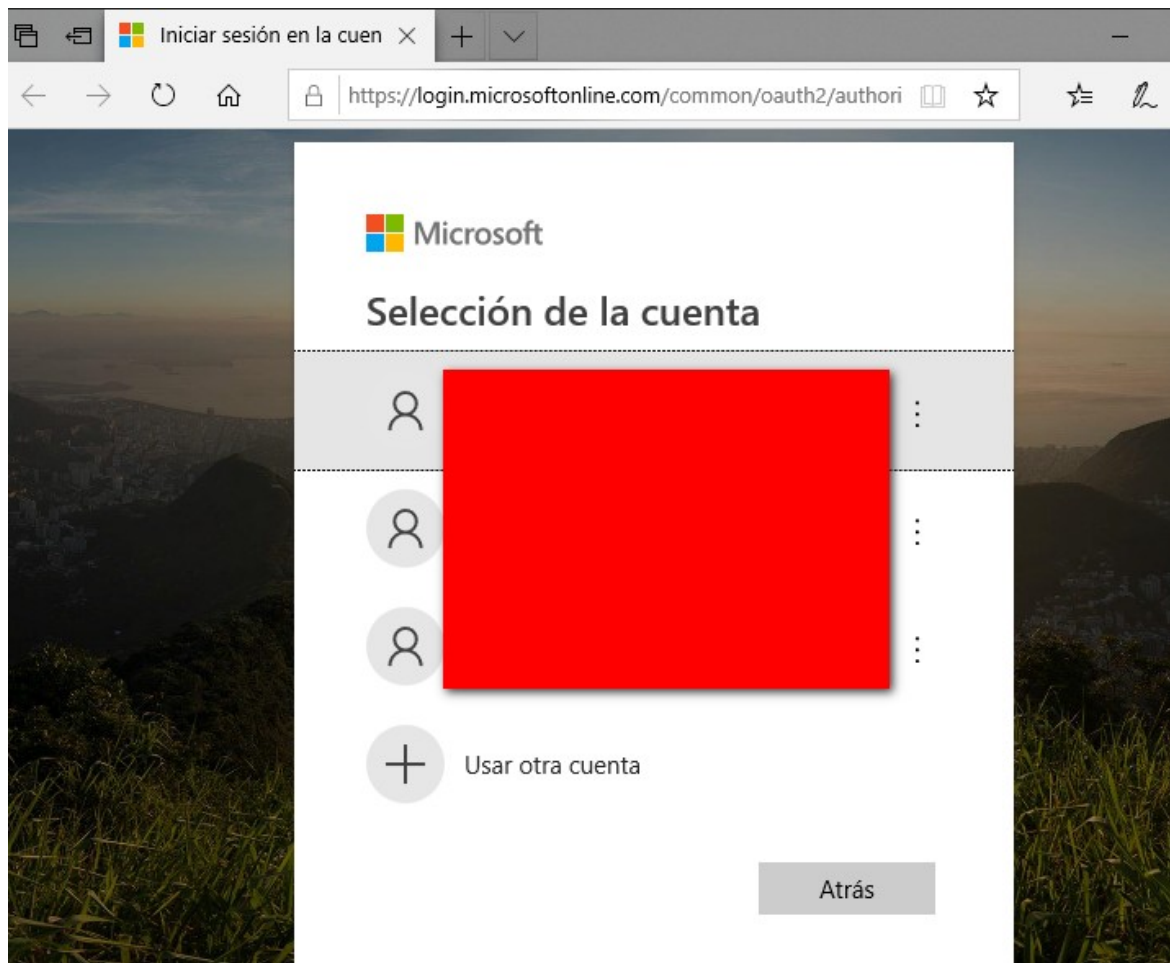 Iniciar sesión en la cuen
https://login.microsoftonline.com/common/oauth2/authori
Microsoft
Selección de la cuenta
Usar otra cuenta
Atrás